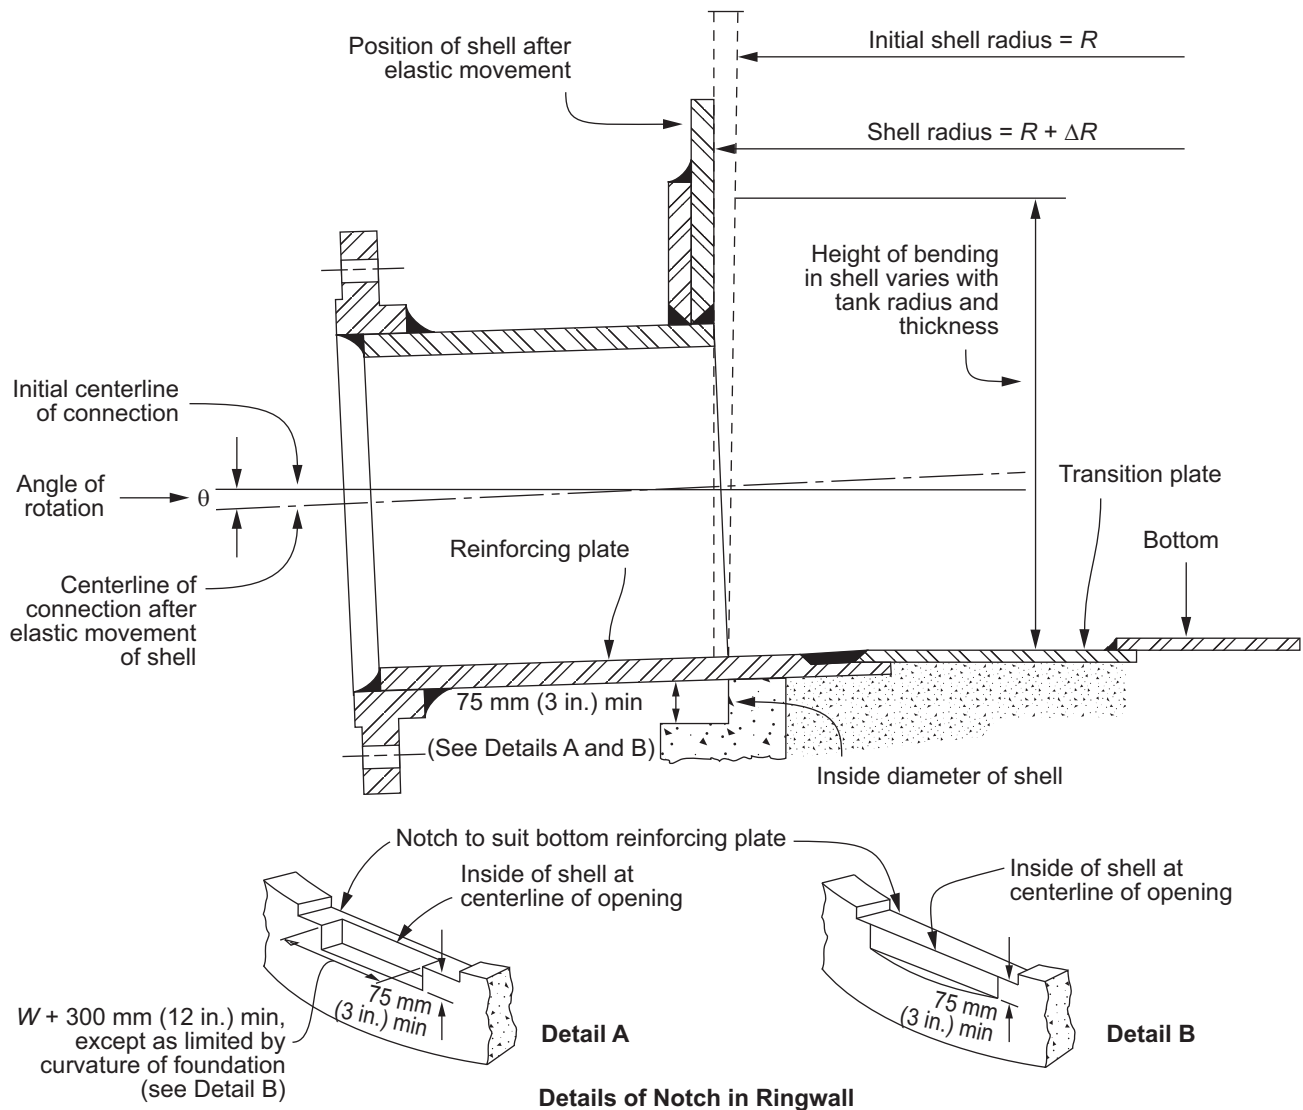 Position of shell after
elastic movement
Initial shell radius = R
Shell radius = R + ΔR
Height of bending
in shell varies with
tank radius and
thickness
Initial centerline
of connection
Angle of
rotation
θ
Transition plate
Bottom
Reinforcing plate
Centerline of
connection after
elastic movement
of shell
75 mm (3 in.) min
(See Details A and B)
Inside diameter of shell
Notch to suit bottom reinforcing plate
Inside of shell at
centerline of opening
Inside of shell at
centerline of opening
75 mm
(3 in.) min
75 mm
(3 in.) min
W + 300 mm (12 in.) min,
except as limited by
curvature of foundation
(see Detail B)
Detail A
Detail B
Details of Notch in Ringwall